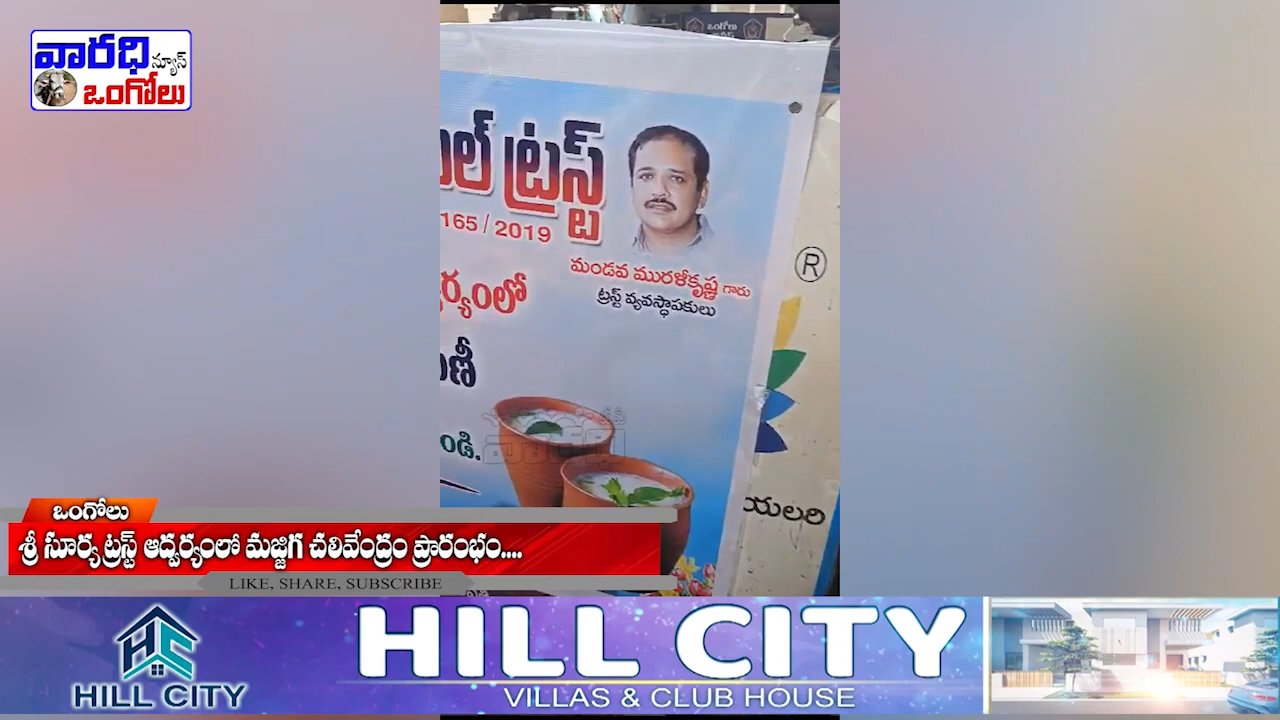 వారధి న్యూస్
ఒంగోలు
ఒంగోలు
ల్ ట్రస్ట్
165 / 2019
మండవ మురళీకృష్ణ గారు
ట్రస్ట్ వ్యవస్థాపకులు
ర్యంలో
ణీ
ండి.
®
యలరి
ఒంగోలు
శ్రీ సూర్య ట్రస్ట్ ఆధ్వర్యంలో మజ్జిగ చలివేంద్రం ప్రారంభం....
LIKE, SHARE, SUBSCRIBE
HILL CITY
HILL CITY
VILLAS & CLUB HOUSE